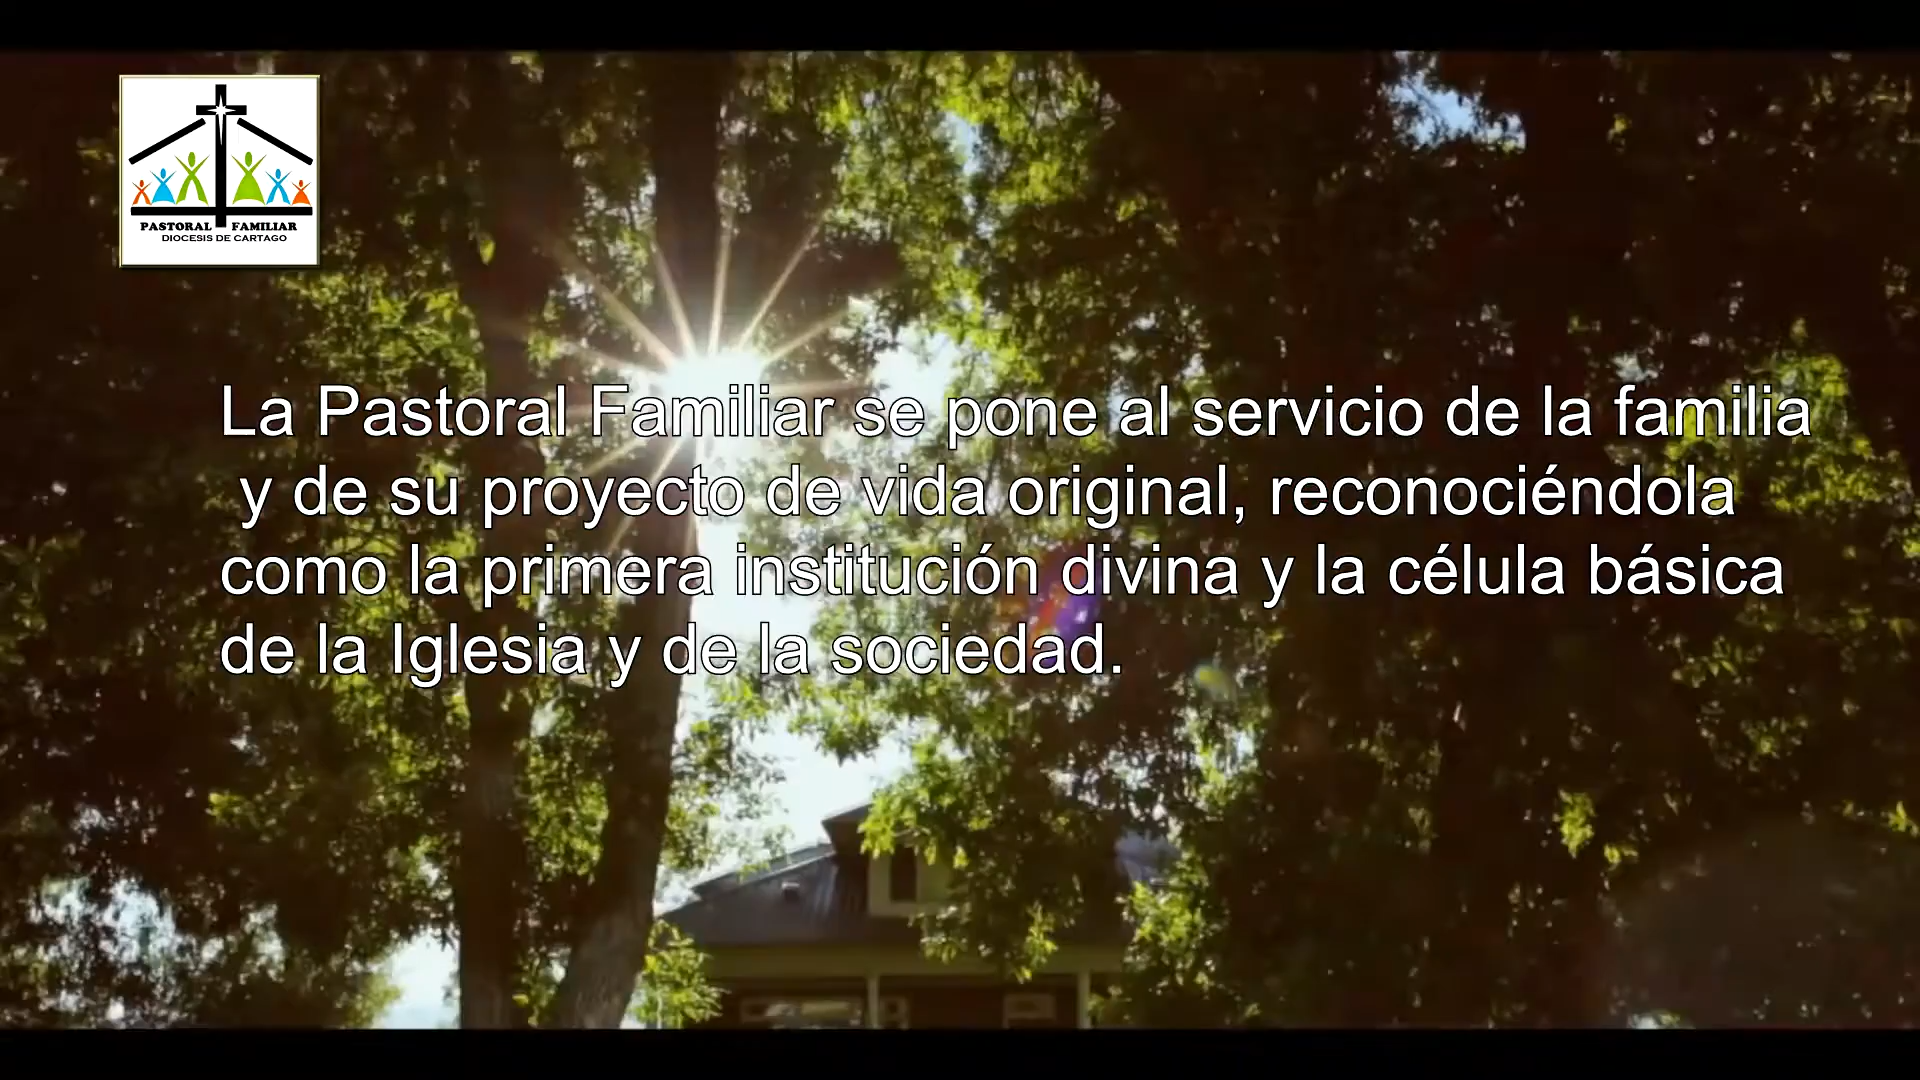 PASTORAL FAMILIAR
DIOCESIS DE CARTAGO
La Pastoral Familiar se pone al servicio de la familia
y de su proyecto de vida original, reconociéndola
como la primera institución divina y la célula básica
de la Iglesia y de la sociedad.